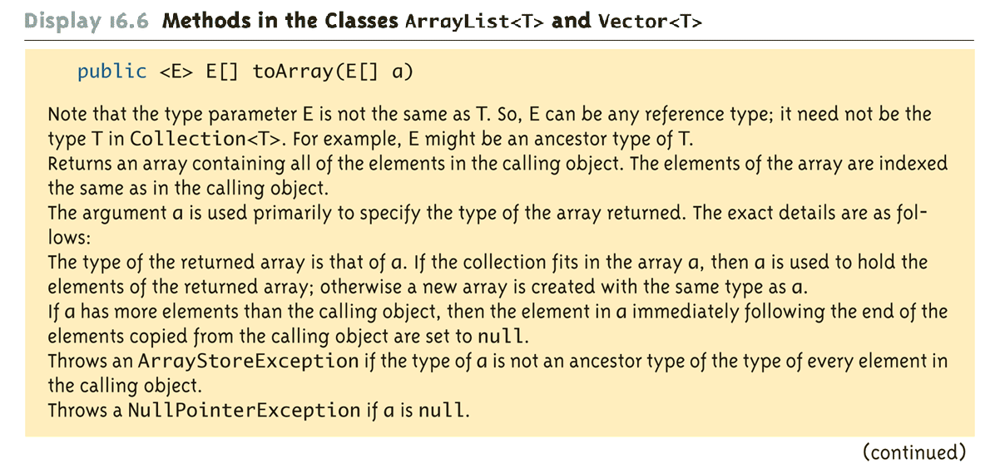 Display 16.6 Methods in the Classes ArrayList<T> and Vector<T>
public <E> E[] toArray(E[] a)
Note that the type parameter E is not the same as T. So, E can be any reference type; it need not be the
type T in Collection<T>. For example, E might be an ancestor type of T.
Returns an array containing all of the elements in the calling object. The elements of the array are indexed
the same as in the calling object.
The argument a is used primarily to specify the type of the array returned. The exact details are as fol-
lows:
The type of the returned array is that of a. If the collection fits in the array a, then a is used to hold the
elements of the returned array; otherwise a new array is created with the same type as a.
If a has more elements than the calling object, then the element in a immediately following the end of the
elements copied from the calling object are set to null.
Throws an ArrayStoreException if the type of a is not an ancestor type of the type of every element in
the calling object.
Throws a NullPointerException if a is null.
(continued)